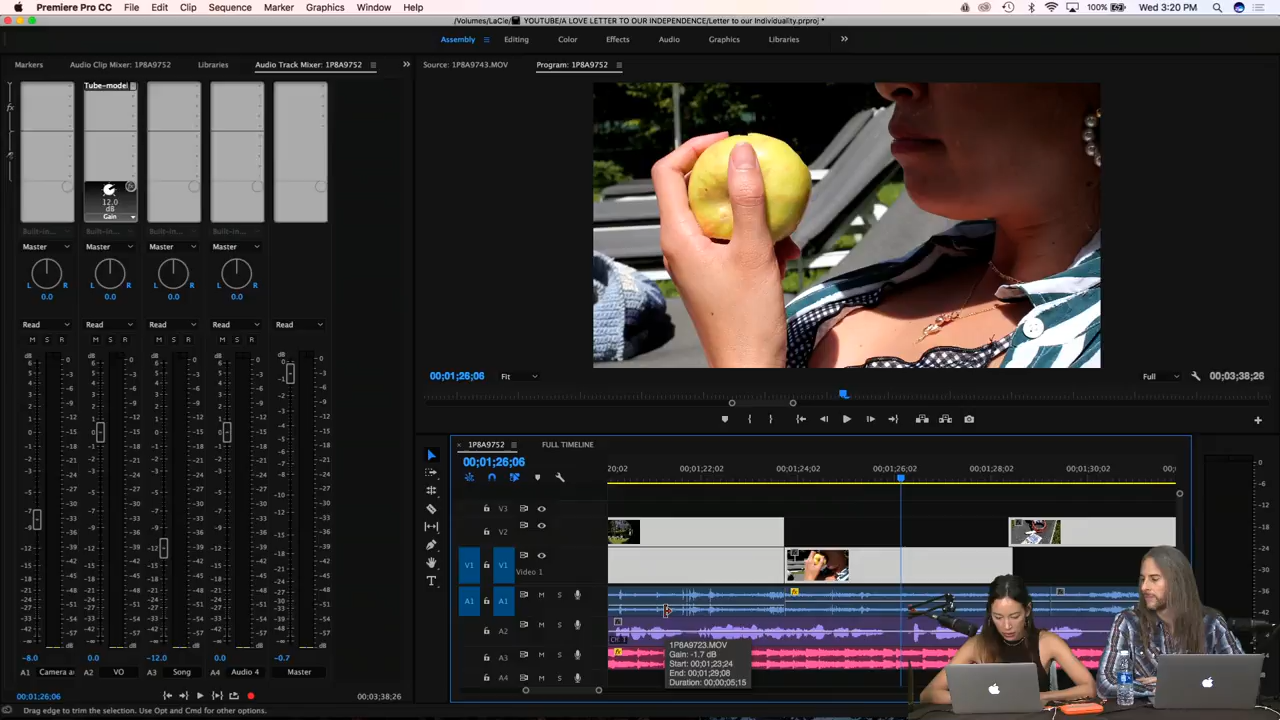 Premiere Pro CC File Edit Clip Sequence Marker Graphics Window Help 100% Wed 3:20 PM
/Volumes/LaCie/ YOUTUBE/A LOVE LETTER TO OUR INDEPENDENCE/Letter to our Individuality.prproj *
Assembly Editing Color Effects Audio Graphics Libraries
Markers Audio Clip Mixer: 1P8A9752 Libraries Audio Track Mixer: 1P8A9752
Source: 1P8A9743.MOV Program: 1P8A9752
Tube-model
fx
12.0
dB
Gain
Built-in... Built-in... Built-in... Built-in...
Master Master Master Master
L R L R L R L R
0.0 0.0 0.0 0.0
Read Read Read Read Read
M S R M S R M S R M S R
00;01;26;06 Fit Full 00;03;38;26
1P8A9752 FULL TIMELINE
00;01;26;06
20;02 00;01;22;02 00;01;24;02 00;01;26;02 00;01;28;02 00;01;30;02 00;
V3
V2
V1 V1 Video 1
A1 A1 M S
A2 M S
A3 M S
A4 M S
1P8A9723.MOV
Gain: -1.7 dB
Start: 00;01;23;24
End: 00;01;29;08
Duration: 00;00;05;15
-8.0 0.0 -12.0 0.0 -0.7
A1 Camera a A2 VO A3 Song A4 Audio 4 Master
00;01;26;06 00;03;38;26
Drag edge to trim the selection. Use Opt and Cmd for other options.